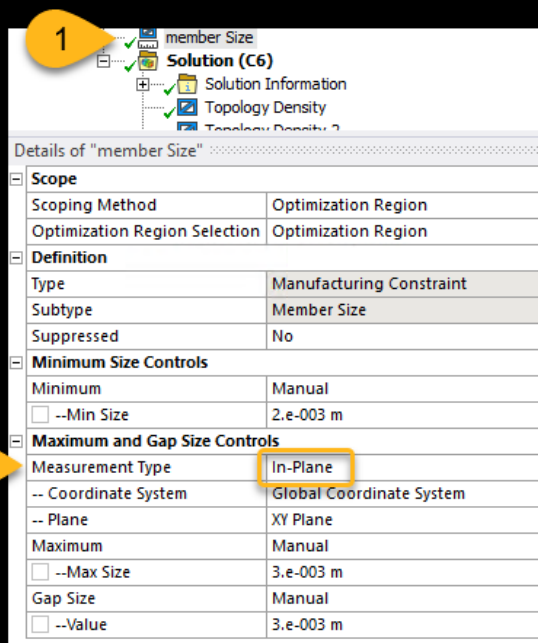 1
member Size
Solution (C6)
Solution Information
Topology Density
Topology Density 2
Details of "member Size"
Scope
Scoping Method Optimization Region
Optimization Region Selection Optimization Region
Definition
Type Manufacturing Constraint
Subtype Member Size
Suppressed No
Minimum Size Controls
Minimum Manual
--Min Size 2.e-003 m
Maximum and Gap Size Controls
Measurement Type In-Plane
-- Coordinate System Global Coordinate System
-- Plane XY Plane
Maximum Manual
--Max Size 3.e-003 m
Gap Size Manual
--Value 3.e-003 m